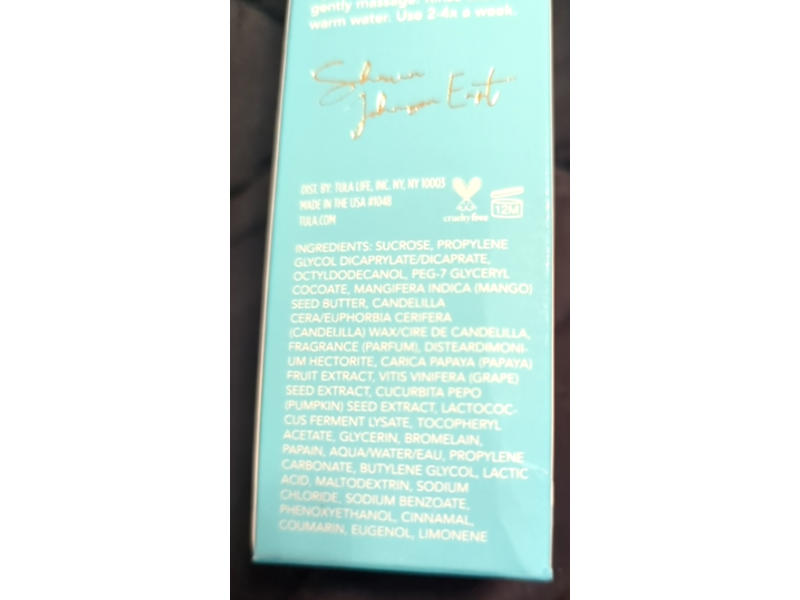 gently massage. Rinse
warm water. Use 2-4x a week.
Shawn
Johnson East
DIST. BY: TULA LIFE, INC. NY, NY 10003
MADE IN THE USA #1048
TULA.COM
cruelty free
12M
INGREDIENTS: SUCROSE, PROPYLENE
GLYCOL DICAPRYLATE/DICAPRATE,
OCTYLDODECANOL, PEG-7 GLYCERYL
COCOATE, MANGIFERA INDICA (MANGO)
SEED BUTTER, CANDELILLA
CERA/EUPHORBIA CERIFERA
(CANDELILLA) WAX/CIRE DE CANDELILLA,
FRAGRANCE (PARFUM), DISTEARDIMONI-
UM HECTORITE, CARICA PAPAYA (PAPAYA)
FRUIT EXTRACT, VITIS VINIFERA (GRAPE)
SEED EXTRACT, CUCURBITA PEPO
(PUMPKIN) SEED EXTRACT, LACTOCOC-
CUS FERMENT LYSATE, TOCOPHERYL
ACETATE, GLYCERIN, BROMELAIN,
PAPAIN, AQUA/WATER/EAU, PROPYLENE
CARBONATE, BUTYLENE GLYCOL, LACTIC
ACID, MALTODEXTRIN, SODIUM
CHLORIDE, SODIUM BENZOATE,
PHENOXYETHANOL, CINNAMAL,
COUMARIN, EUGENOL, LIMONENE